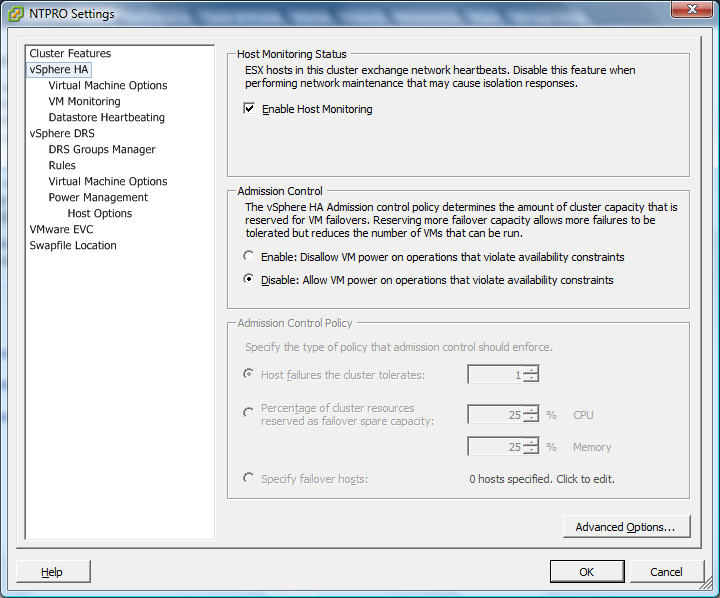 NTPRO Settings
Cluster Features
vSphere HA
Virtual Machine Options
VM Monitoring
Datastore Heartbeating
vSphere DRS
DRS Groups Manager
Rules
Virtual Machine Options
Power Management
Host Options
VMware EVC
Swapfile Location
Host Monitoring Status
ESX hosts in this cluster exchange network heartbeats. Disable this feature when
performing network maintenance that may cause isolation responses.
Enable Host Monitoring
Admission Control
The vSphere HA Admission control policy determines the amount of cluster capacity that is
reserved for VM failovers. Reserving more failover capacity allows more failures to be
tolerated but reduces the number of VMs that can be run.
Enable: Disallow VM power on operations that violate availability constraints
Disable: Allow VM power on operations that violate availability constraints
Admission Control Policy
Specify the type of policy that admission control should enforce.
Host failures the cluster tolerates: 1
Percentage of cluster resources
reserved as failover spare capacity: 25 % CPU
25 % Memory
Specify failover hosts: 0 hosts specified. Click to edit.
Advanced Options...
Help OK Cancel